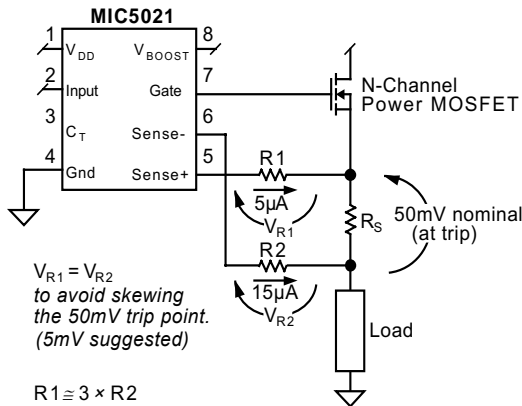 MIC5021
1
V_DD
V_BOOST
8
2
Input
Gate
7
N-Channel
Power MOSFET
3
C_T
Sense-
6
4
Gnd
Sense+
5
R1
5µA
V_R1
R_S
50mV nominal
(at trip)
R2
15µA
V_R2
V_R1 = V_R2
to avoid skewing
the 50mV trip point.
(5mV suggested)
Load
R1 ≅ 3 × R2